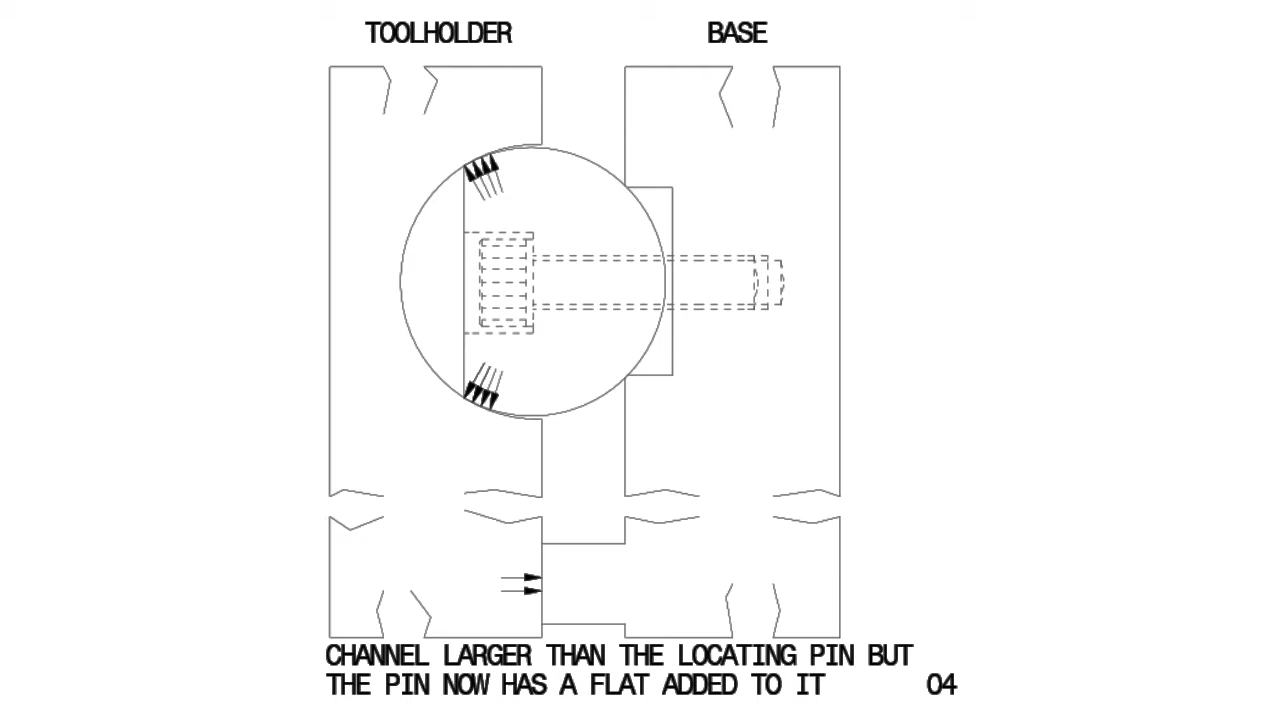 TOOLHOLDER BASE
CHANNEL LARGER THAN THE LOCATING PIN BUT
THE PIN NOW HAS A FLAT ADDED TO IT 04